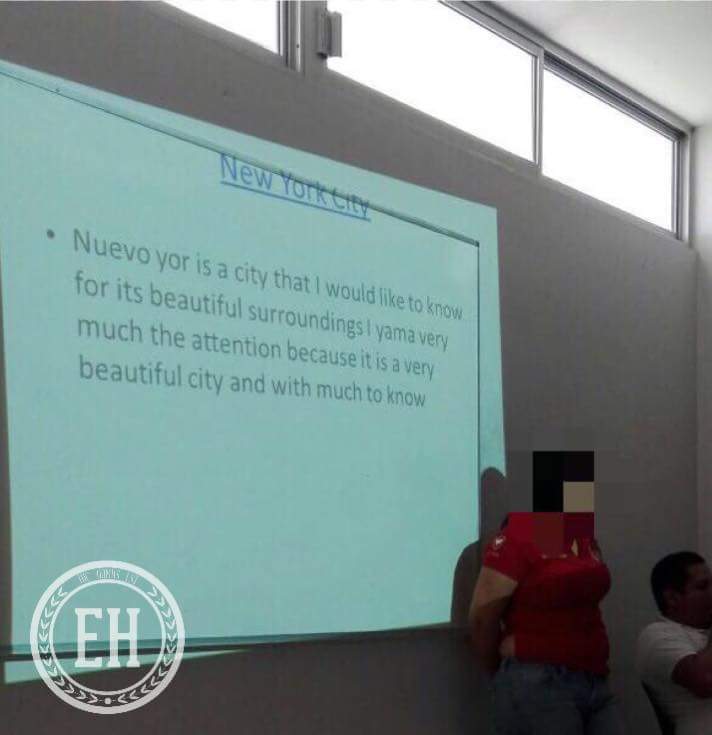 New York City
• Nuevo yor is a city that I would like to know
for its beautiful surroundings I yama very
much the attention because it is a very
beautiful city and with much to know
EH